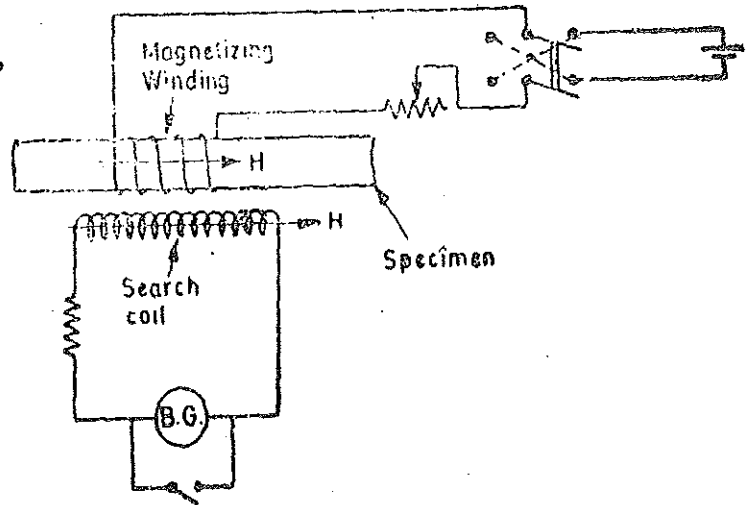 Magnetizing
Winding
H
H
Specimen
Search
coil
B.G.